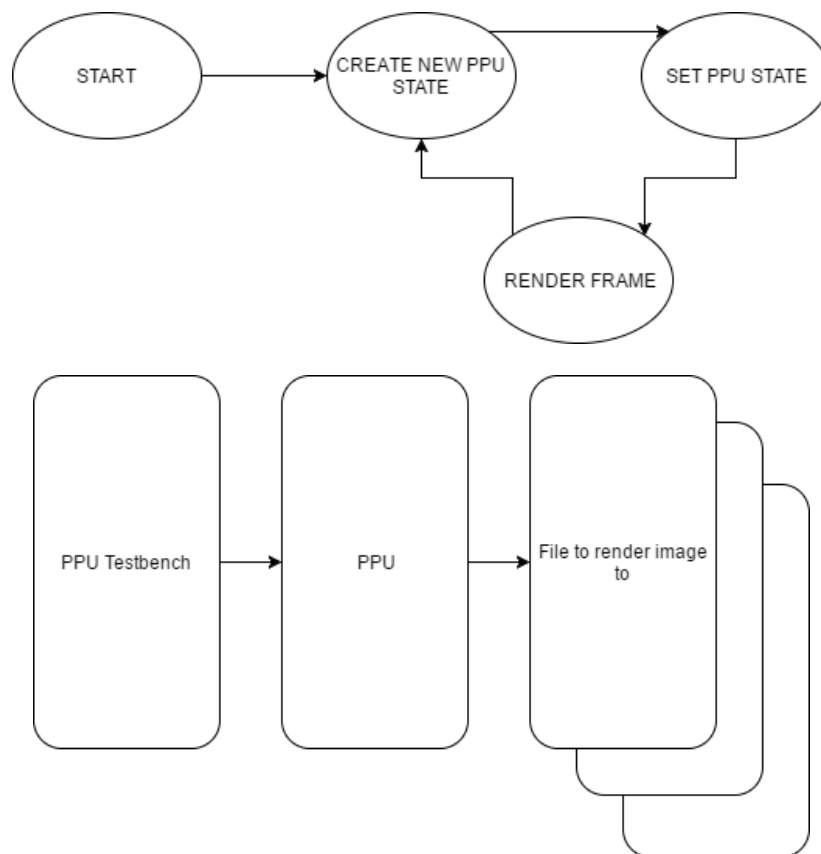 START
CREATE NEW PPU
STATE
SET PPU STATE
RENDER FRAME
PPU Testbench
PPU
File to render image
to